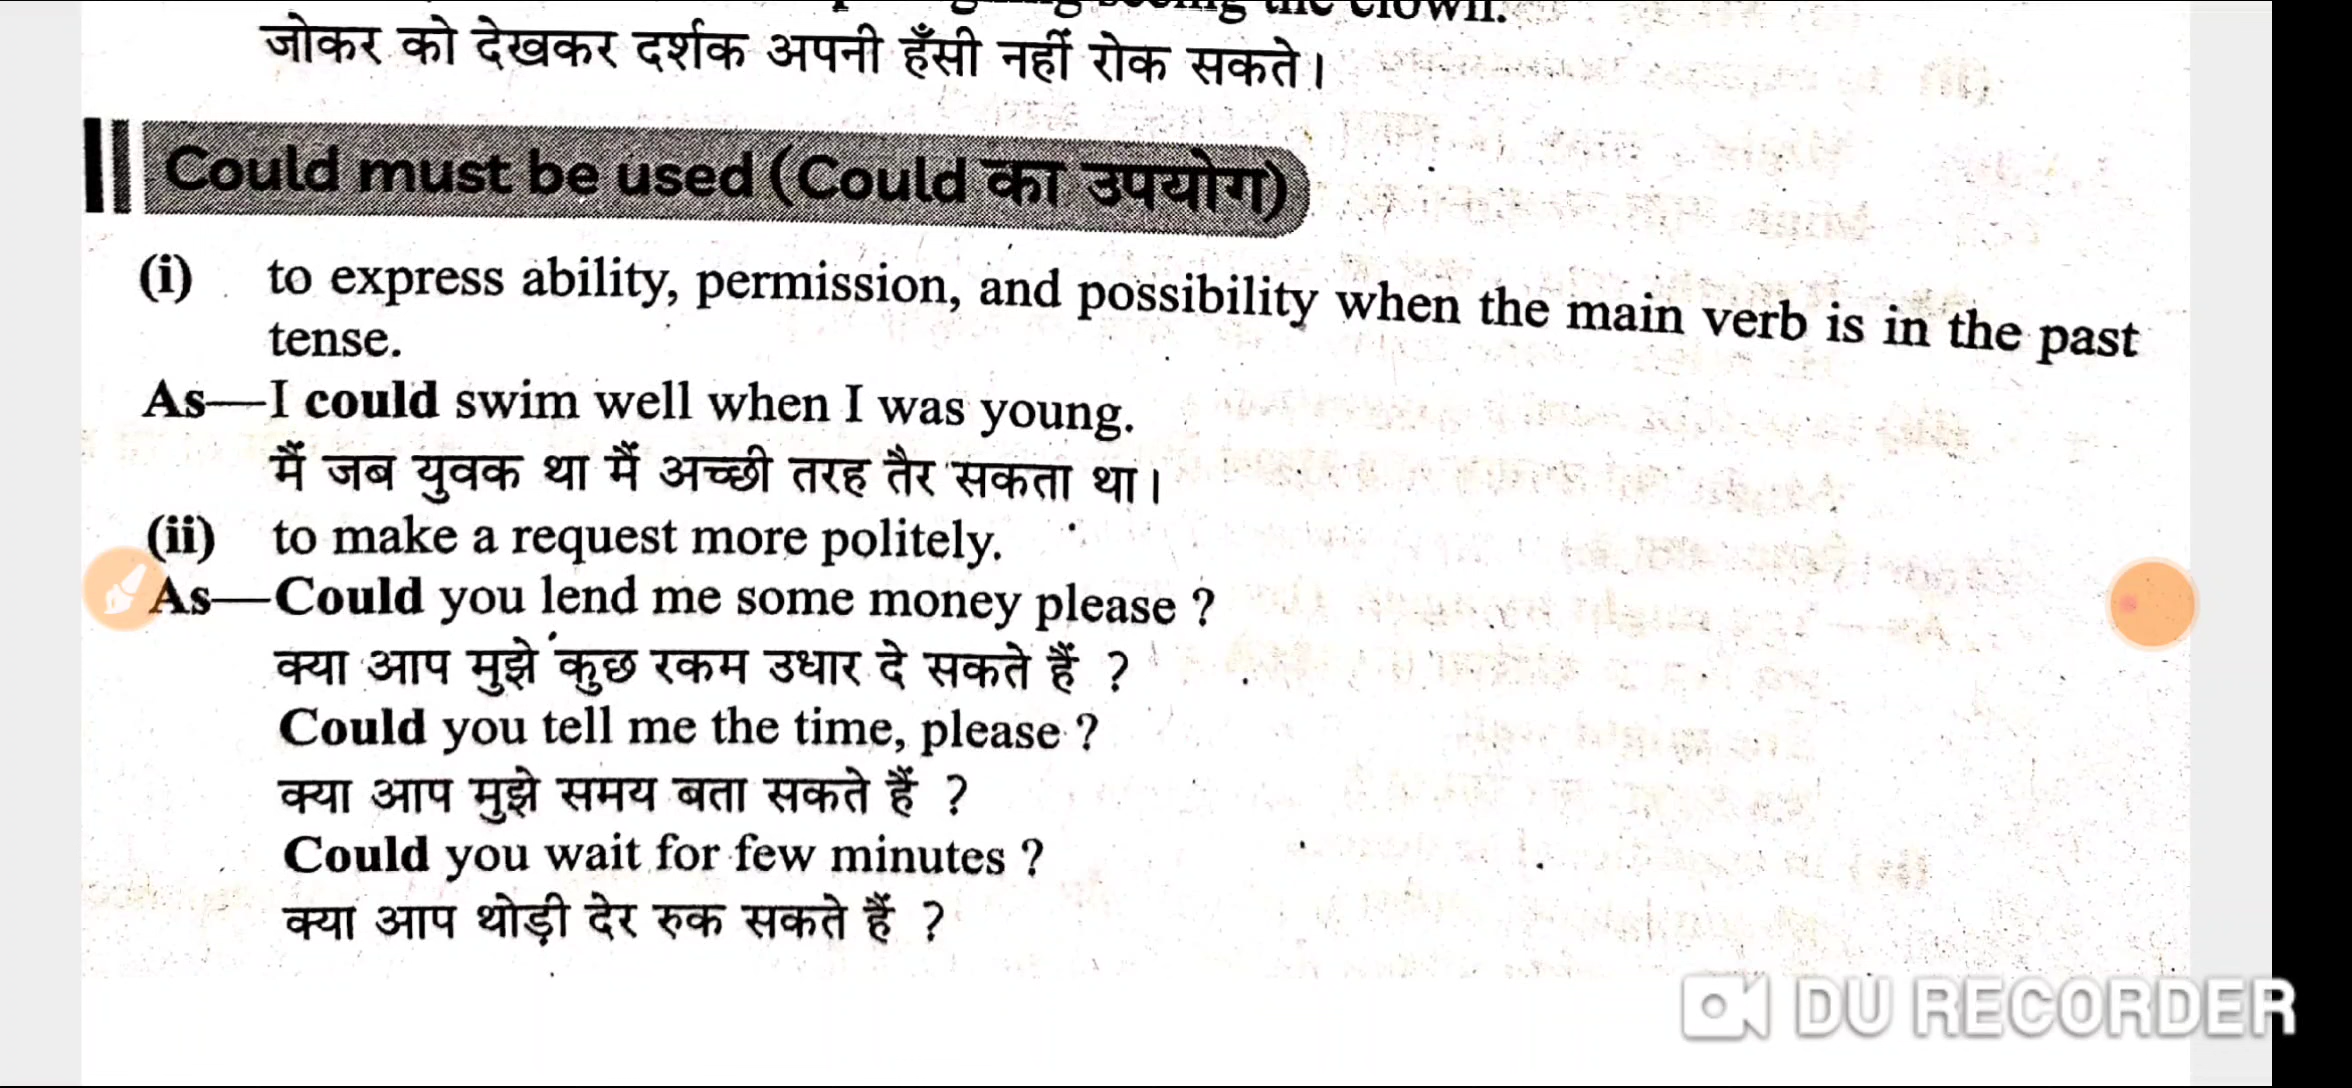 the clown.
जोकर को देखकर दर्शक अपनी हँसी नहीं रोक सकते।
Could must be used (Could का उपयोग)
(i) to express ability, permission, and possibility when the main verb is in the past
tense.
As—I could swim well when I was young.
मैं जब युवक था मैं अच्छी तरह तैर सकता था।
(ii) to make a request more politely.
As—Could you lend me some money please ?
क्या आप मुझे कुछ रकम उधार दे सकते हैं ?
Could you tell me the time, please ?
क्या आप मुझे समय बता सकते हैं ?
Could you wait for few minutes ?
क्या आप थोड़ी देर रुक सकते हैं ?
DU RECORDER